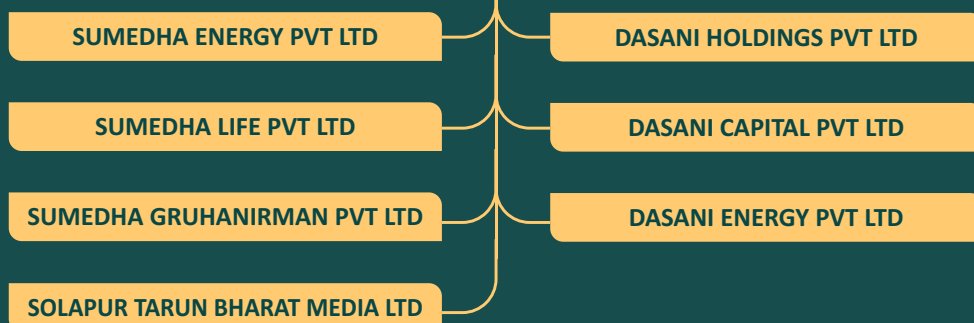 SUMEDHA ENERGY PVT LTD
DASANI HOLDINGS PVT LTD
SUMEDHA LIFE PVT LTD
DASANI CAPITAL PVT LTD
SUMEDHA GRUHANIRMAN PVT LTD
DASANI ENERGY PVT LTD
SOLAPUR TARUN BHARAT MEDIA LTD